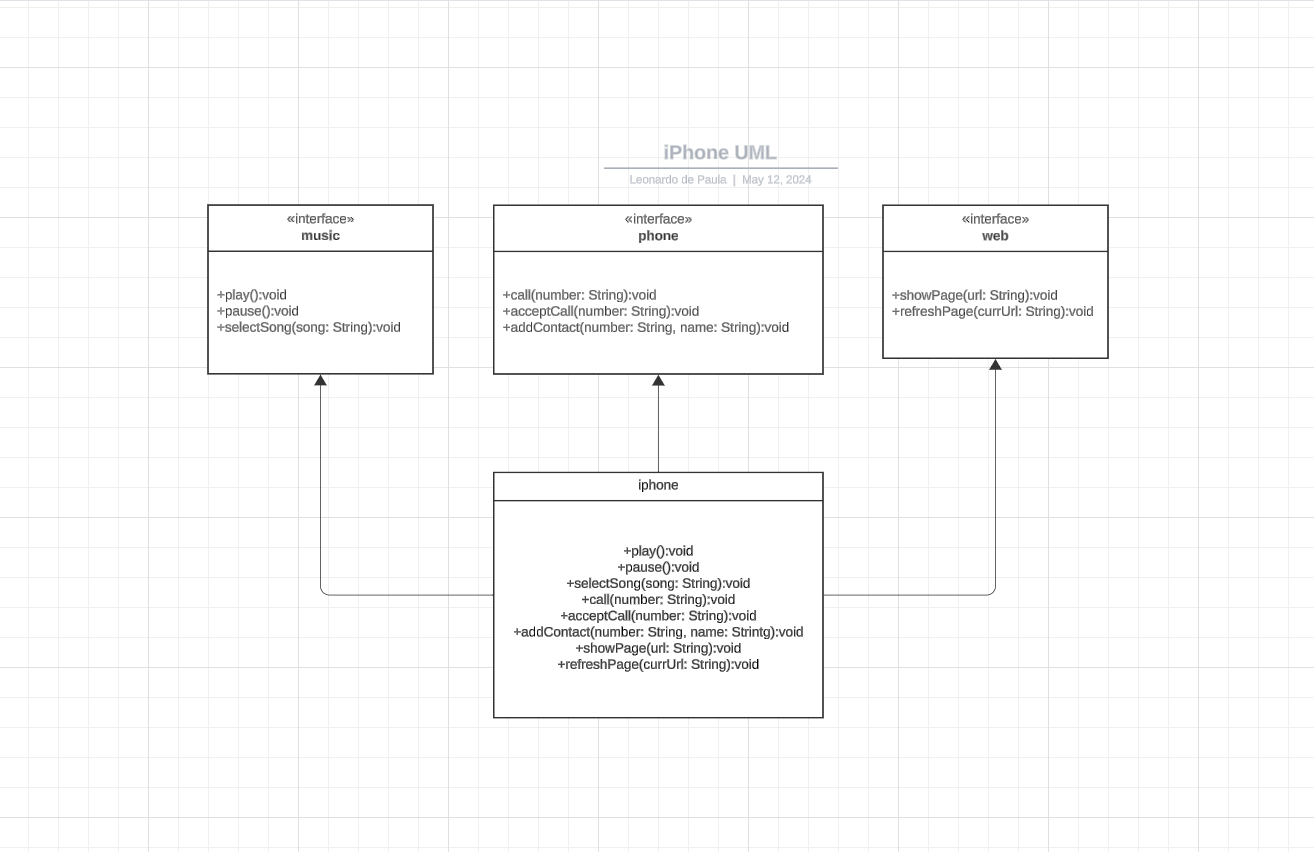 iPhone UML
Leonardo de Paula | May 12, 2024
«interface»
music
+play():void
+pause():void
+selectSong(song: String):void
«interface»
phone
+call(number: String):void
+acceptCall(number: String):void
+addContact(number: String, name: String):void
«interface»
web
+showPage(url: String):void
+refreshPage(currUrl: String):void
iphone
+play():void
+pause():void
+selectSong(song: String):void
+call(number: String):void
+acceptCall(number: String):void
+addContact(number: String, name: Strintg):void
+showPage(url: String):void
+refreshPage(currUrl: String):void